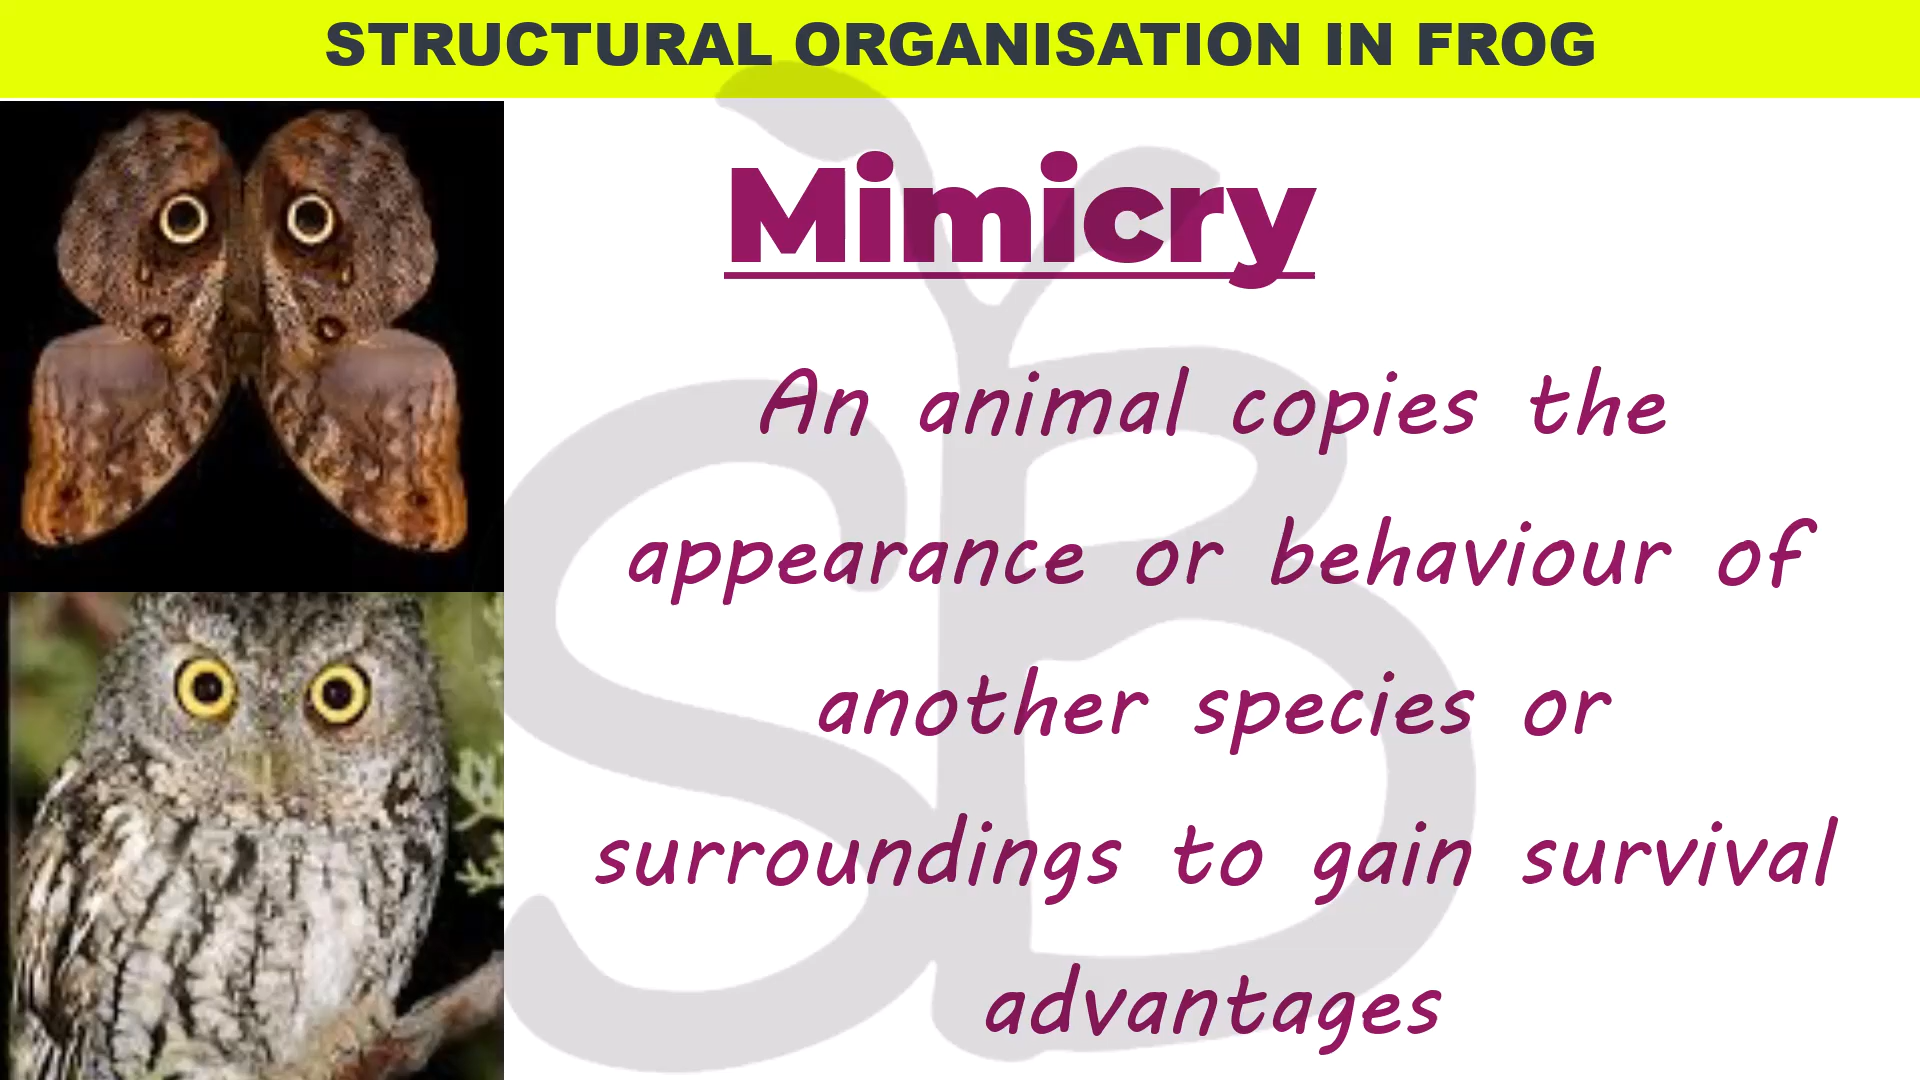 STRUCTURAL ORGANISATION IN FROG
Mimicry
An animal copies the
appearance or behaviour of
another species or
surroundings to gain survival
advantages
SB